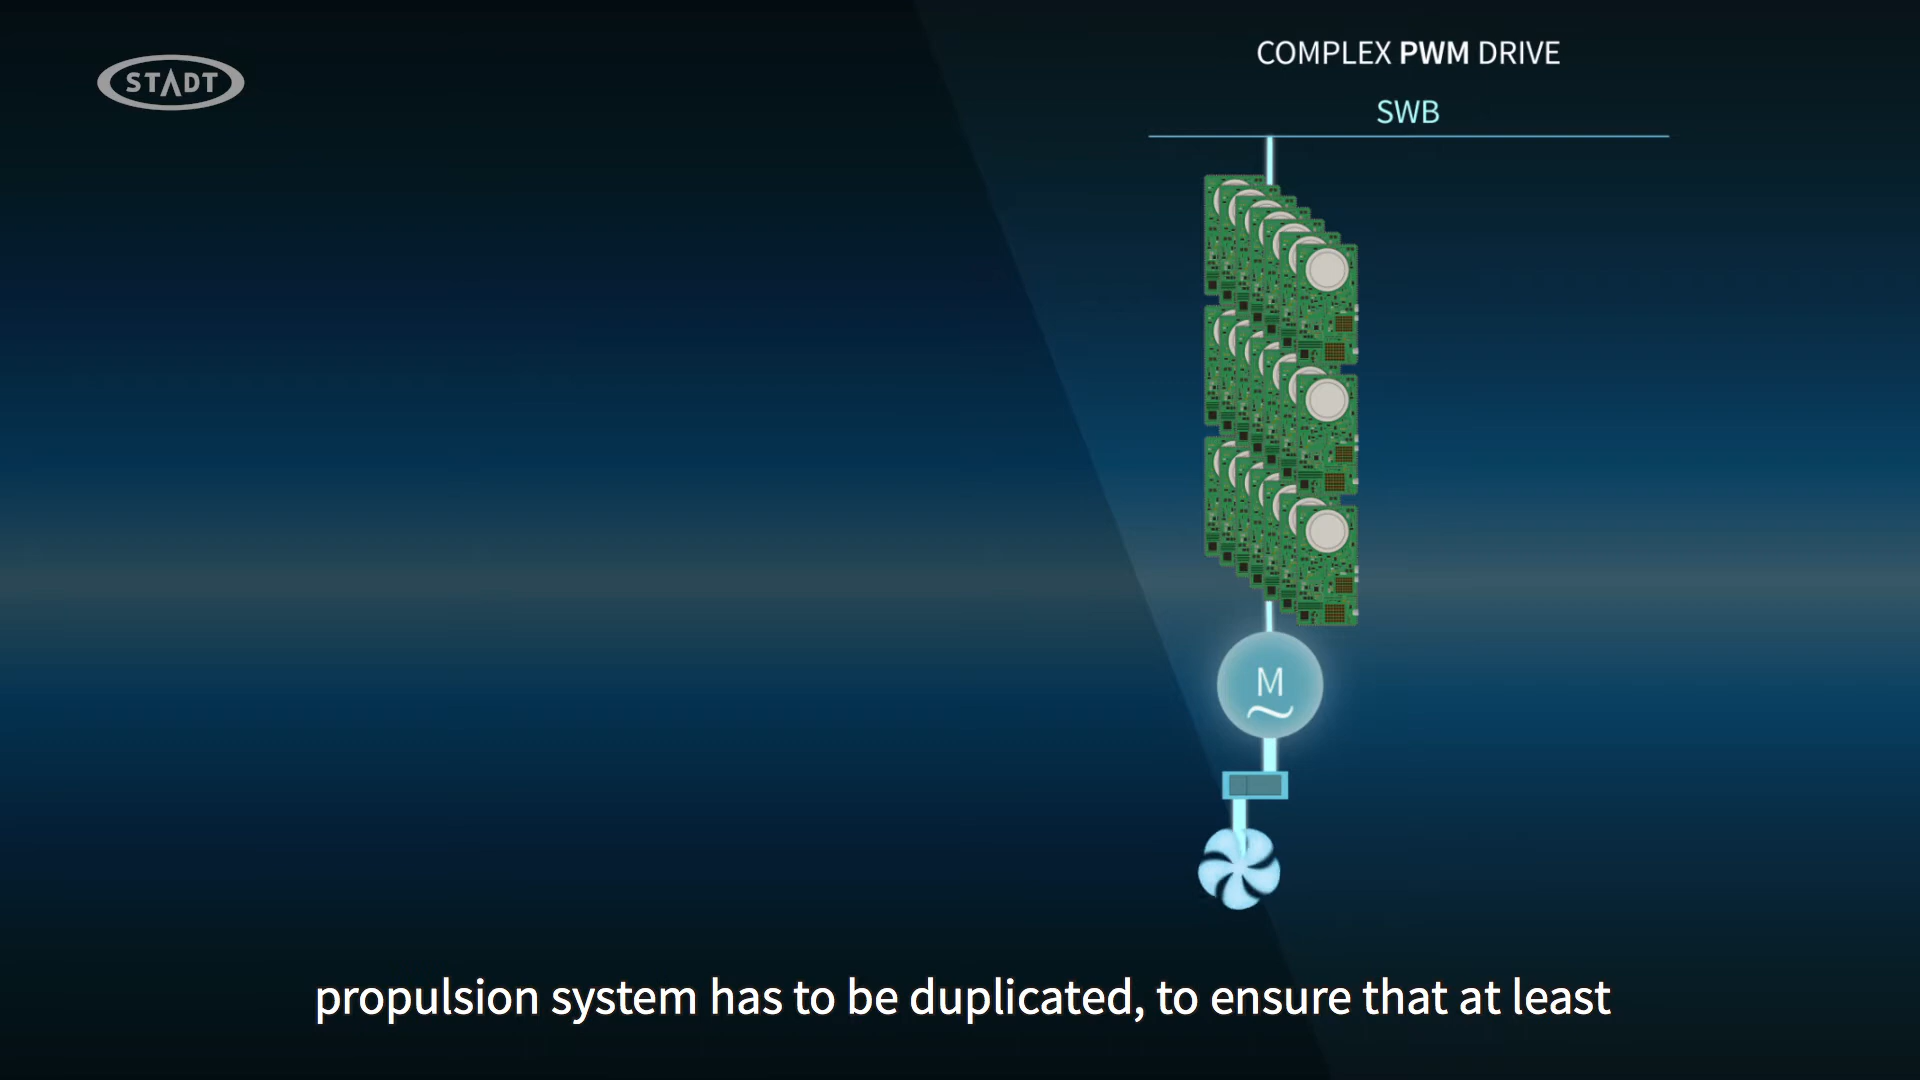 STADT
COMPLEX PWM DRIVE
SWB
M
propulsion system has to be duplicated, to ensure that at least